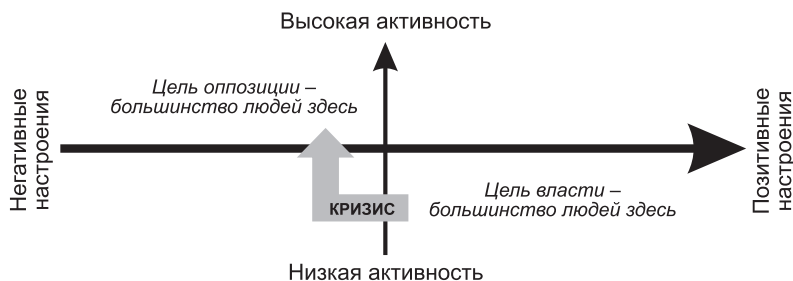 Высокая активность
Цель оппозиции –
большинство людей здесь
Негативные
настроения
Позитивные
настроения
Цель власти –
большинство людей здесь
КРИЗИС
Низкая активность